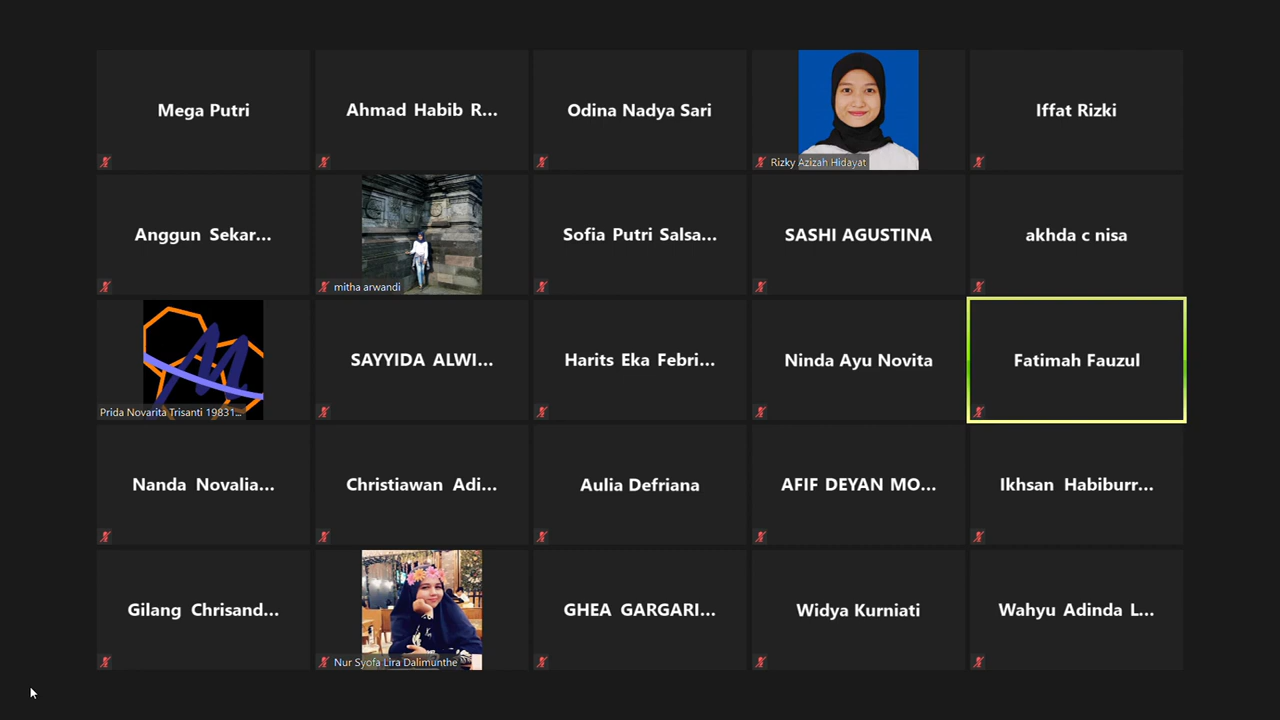 Mega Putri
Ahmad Habib R...
Odina Nadya Sari
Rizky Azizah Hidayat
Iffat Rizki
Anggun Sekar...
mitha arwandi
Sofia Putri Salsa...
SASHI AGUSTINA
akhda c nisa
Prida Novarita Trisanti 19831...
SAYYIDA ALWI...
Harits Eka Febri...
Ninda Ayu Novita
Fatimah Fauzul
Nanda Novalia...
Christiawan Adi...
Aulia Defriana
AFIF DEYAN MO...
Ikhsan Habiburr...
Gilang Chrisand...
Nur Syofa Lira Dalimunthe
GHEA GARGARI...
Widya Kurniati
Wahyu Adinda L...